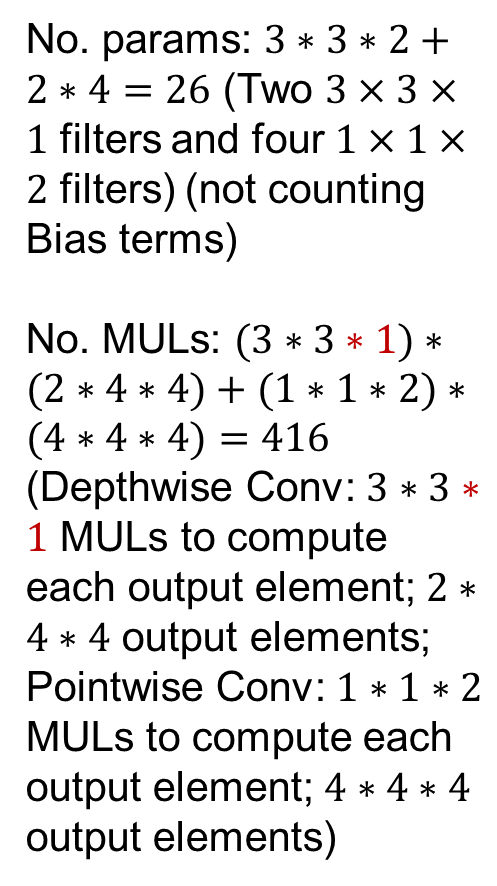 No. params: 3 ∗ 3 ∗ 2 +
2 ∗ 4 = 26 (Two 3 × 3 ×
1 filters and four 1 × 1 ×
2 filters) (not counting
Bias terms)
No. MULs: (3 ∗ 3 ∗ 1) ∗
(2 ∗ 4 ∗ 4) + (1 ∗ 1 ∗ 2) ∗
(4 ∗ 4 ∗ 4) = 416
(Depthwise Conv: 3 ∗ 3 ∗
1 MULs to compute
each output element; 2 ∗
4 ∗ 4 output elements;
Pointwise Conv: 1 ∗ 1 ∗ 2
MULs to compute each
output element; 4 ∗ 4 ∗ 4
output elements)